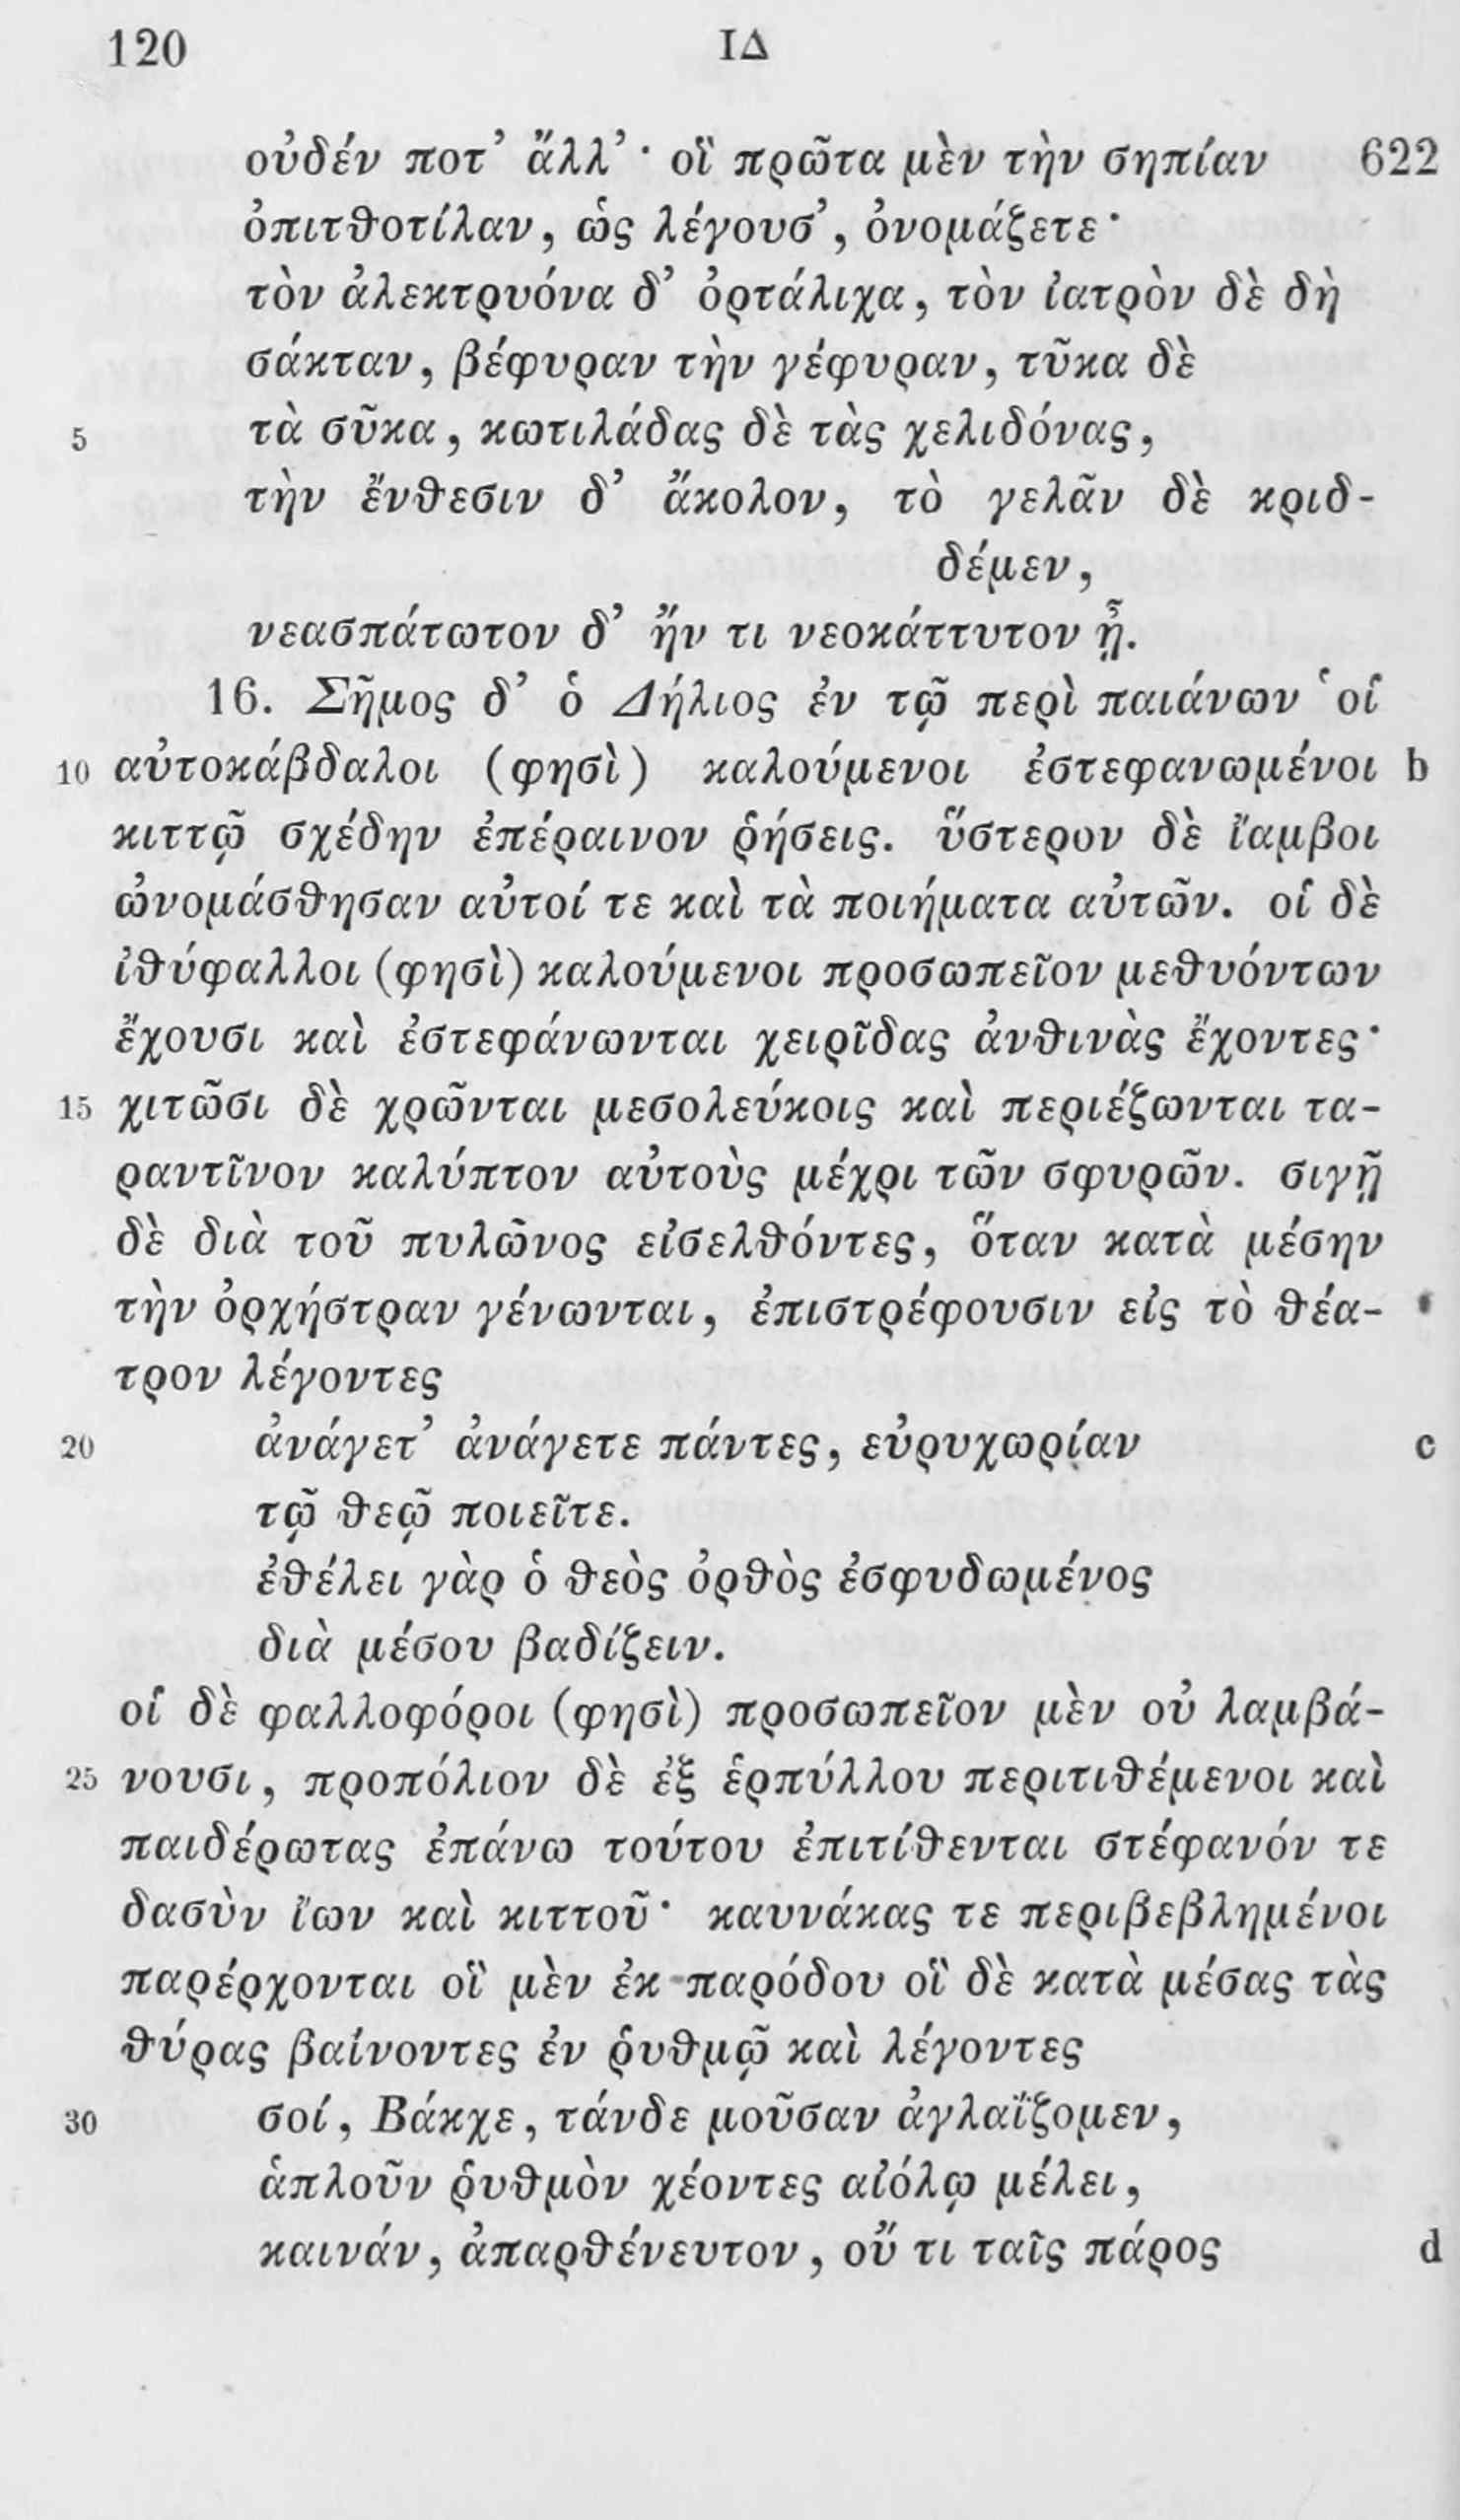 120 ΙΔ
οὐδέν ποτ’ ἄλλ’· οἳ πρῶτα μὲν τὴν σηπίαν 622
ὀπιτθοτίλαν, ὡς λέγουσ’, ὀνομάζετε·
τὸν ἀλεκτρυόνα δ’ ὀρτάλιχα, τὸν ἰατρὸν δὲ δὴ
σάκταν, βέφυραν τὴν γέφυραν, τῦκα δὲ
5 τὰ σῦκα, κωτιλάδας δὲ τὰς χελιδόνας,
τὴν ἔνθεσιν δ’ ἄκολον, τὸ γελᾶν δὲ κριδ-
δέμεν,
νεασπάτωτον δ’ ἤν τι νεοκάττυτον ᾖ.
16. Σῆμος δ’ ὁ Δήλιος ἐν τῷ περὶ παιάνων ‘οἱ
10 αὐτοκάβδαλοι (φησὶ) καλούμενοι ἐστεφανωμένοι b
κιττῷ σχέδην ἐπέραινον ῥήσεις. ὕστερον δὲ ἴαμβοι
ὠνομάσθησαν αὐτοί τε καὶ τὰ ποιήματα αὐτῶν. οἱ δὲ
ἰθύφαλλοι (φησὶ) καλούμενοι προσωπεῖον μεθυόντων
ἔχουσι καὶ ἐστεφάνωνται χειρῖδας ἀνθινὰς ἔχοντες·
15 χιτῶσι δὲ χρῶνται μεσολεύκοις καὶ περιέζωνται τα-
ραντῖνον καλύπτον αὐτοὺς μέχρι τῶν σφυρῶν. σιγῇ
δὲ διὰ τοῦ πυλῶνος εἰσελθόντες, ὅταν κατὰ μέσην
τὴν ὀρχήστραν γένωνται, ἐπιστρέφουσιν εἰς τὸ θέα-
τρον λέγοντες
20 ἀνάγετ’ ἀνάγετε πάντες, εὐρυχωρίαν c
τῷ θεῷ ποιεῖτε.
ἐθέλει γὰρ ὁ θεὸς ὀρθὸς ἐσφυδωμένος
διὰ μέσου βαδίζειν.
οἱ δὲ φαλλοφόροι (φησὶ) προσωπεῖον μὲν οὐ λαμβά-
25 νουσι, προπόλιον δὲ ἐξ ἑρπύλλου περιτιθέμενοι καὶ
παιδέρωτας ἐπάνω τούτου ἐπιτίθενται στέφανόν τε
δασὺν ἴων καὶ κιττοῦ· καυνάκας τε περιβεβλημένοι
παρέρχονται οἳ μὲν ἐκ παρόδου οἳ δὲ κατὰ μέσας τὰς
θύρας βαίνοντες ἐν ῥυθμῷ καὶ λέγοντες
30 σοί, Βάκχε, τάνδε μοῦσαν ἀγλαΐζομεν,
ἁπλοῦν ῥυθμὸν χέοντες αἰόλῳ μέλει,
καινάν, ἀπαρθένευτον, οὔ τι ταῖς πάρος d